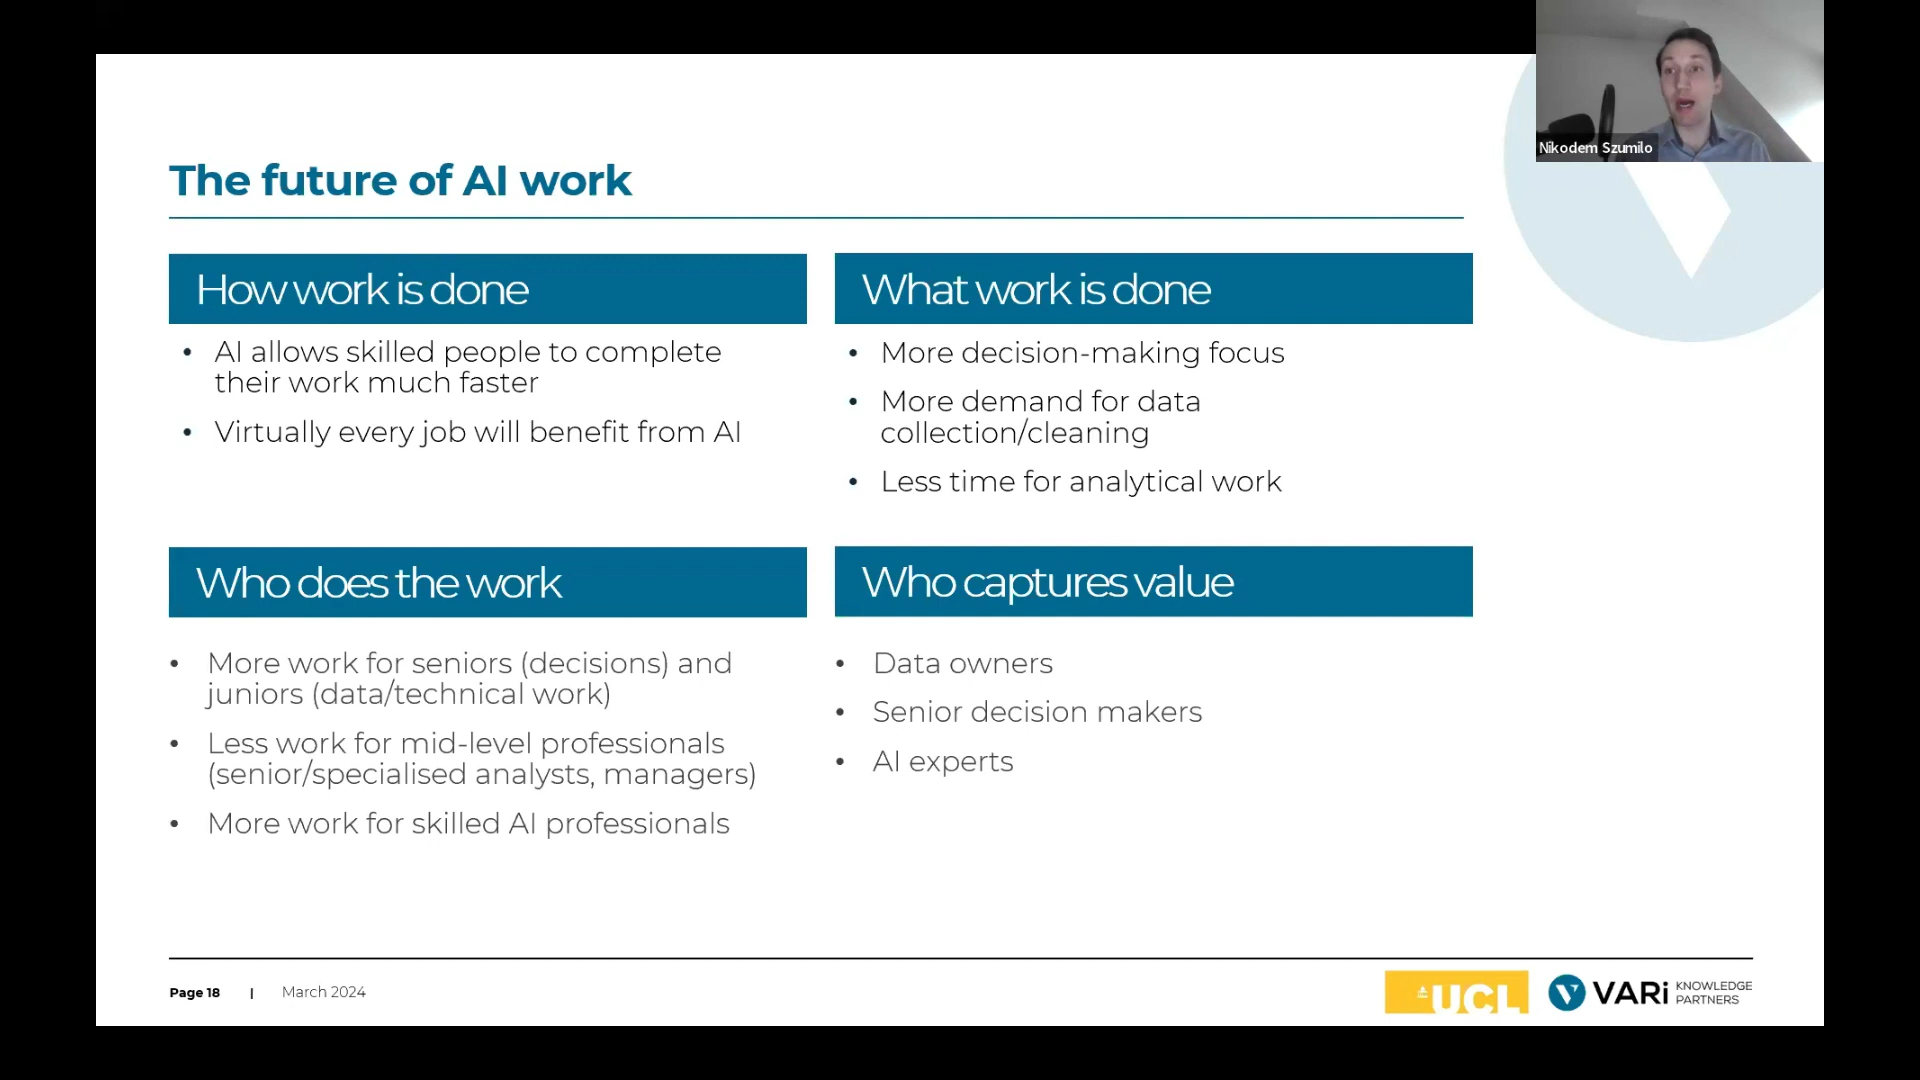 Nikodem Szumilo
The future of AI work
How work is done
• AI allows skilled people to complete
their work much faster
• Virtually every job will benefit from AI
What work is done
• More decision-making focus
• More demand for data
collection/cleaning
• Less time for analytical work
Who does the work
• More work for seniors (decisions) and
juniors (data/technical work)
• Less work for mid-level professionals
(senior/specialised analysts, managers)
• More work for skilled AI professionals
Who captures value
• Data owners
• Senior decision makers
• AI experts
Page 18 | March 2024
UCL
VARi KNOWLEDGE
PARTNERS